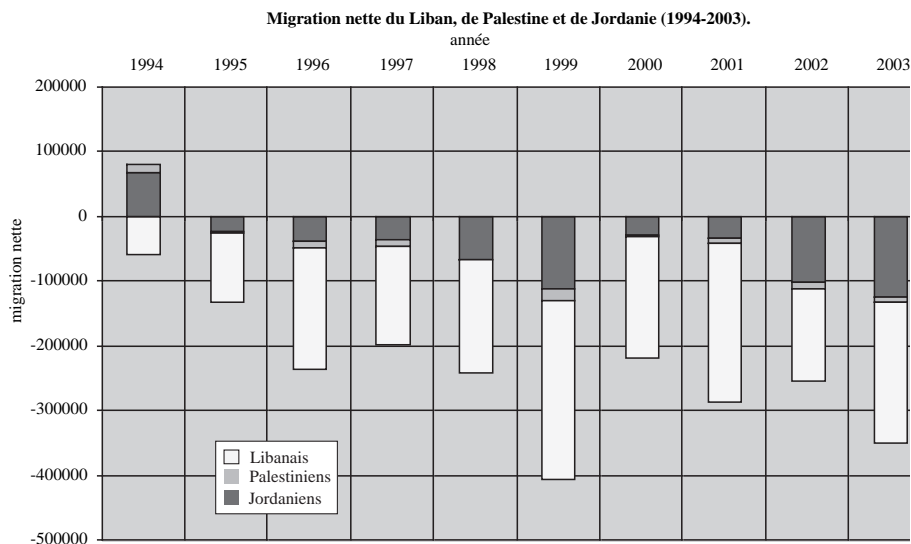 Migration nette du Liban, de Palestine et de Jordanie (1994-2003).
année
1994 1995 1996 1997 1998 1999 2000 2001 2002 2003
200000
100000
0
-100000
-200000
-300000
-400000
-500000
migration nette
Libanais
Palestiniens
Jordaniens